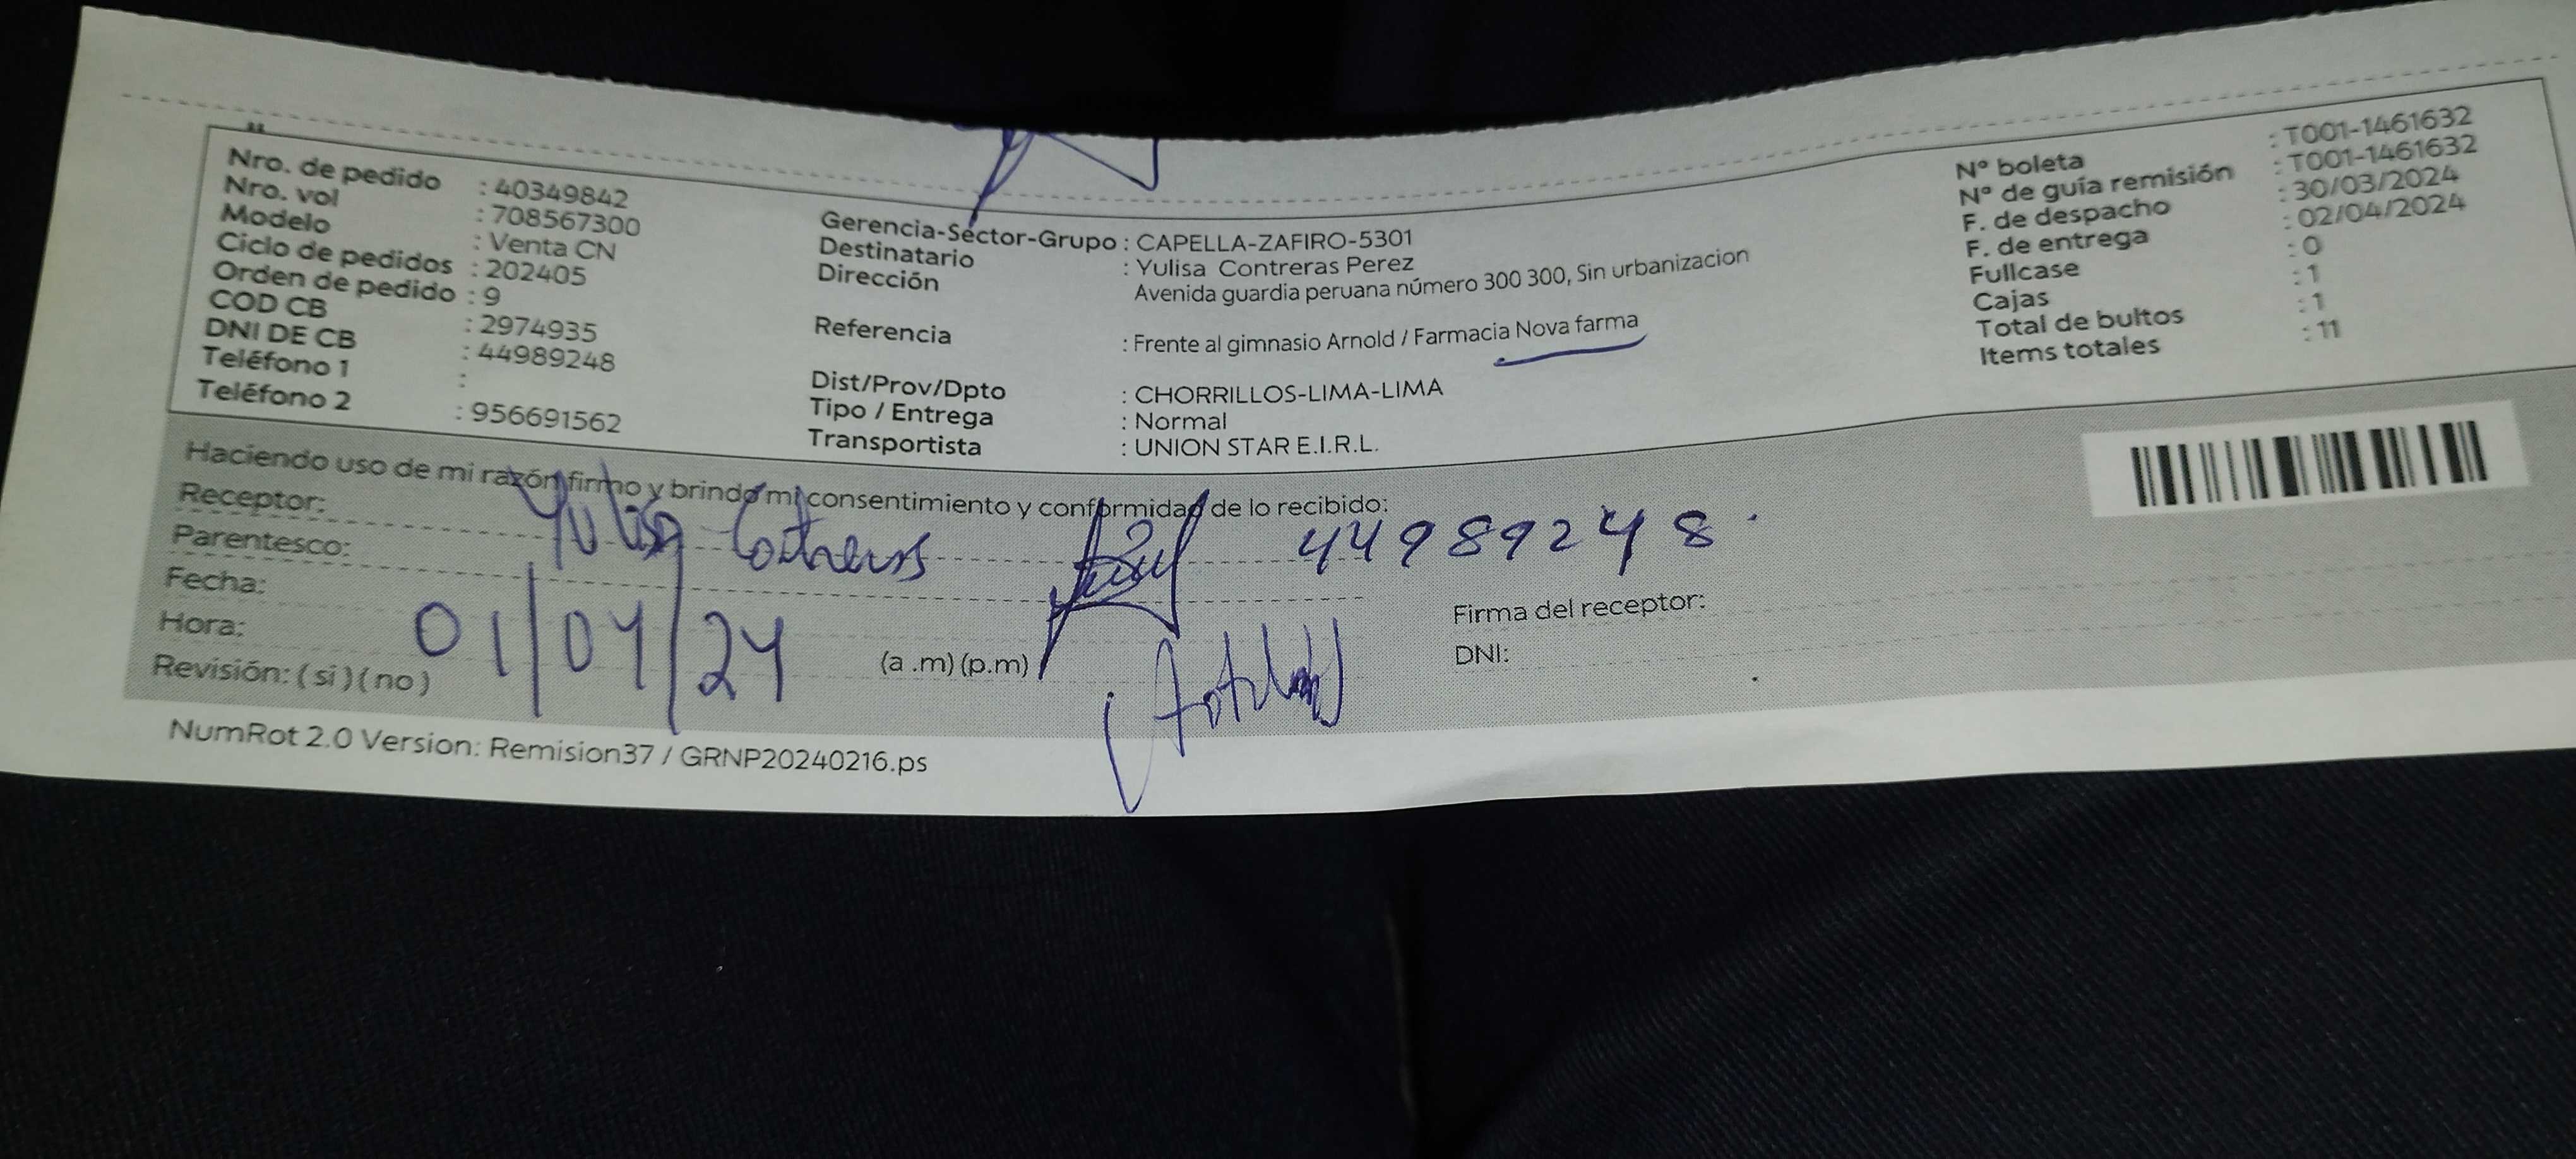 Nro. de pedido : 40349842
Nro. vol : 708567300
Modelo : Venta CN
Ciclo de pedidos : 202405
Orden de pedido : 9
COD CB : 2974935
DNI DE CB : 44989248
Teléfono 1 :
Teléfono 2 : 956691562
Gerencia-Séctor-Grupo : CAPELLA-ZAFIRO-5301
Destinatario : Yulisa Contreras Perez
Dirección Avenida guardia peruana número 300 300, Sin urbanizacion
Referencia : Frente al gimnasio Arnold / Farmacia Nova farma
Dist/Prov/Dpto : CHORRILLOS-LIMA-LIMA
Tipo / Entrega : Normal
Transportista : UNION STAR E.I.R.L.
N° boleta : T001-1461632
N° de guía remisión : T001-1461632
F. de despacho : 30/03/2024
F. de entrega : 02/04/2024
Fullcase : 0
Cajas : 1
Total de bultos : 1
Items totales : 11
Haciendo uso de mi razón firmo y brindo mi consentimiento y conformidad de lo recibido:
Receptor: Yulisa 44989248
Parentesco:
Fecha: 01/04/24
Hora: (a .m) (p.m)
Revisión: ( si ) ( no )
Firma del receptor:
DNI:
NumRot 2.0 Version: Remision37 / GRNP20240216.ps